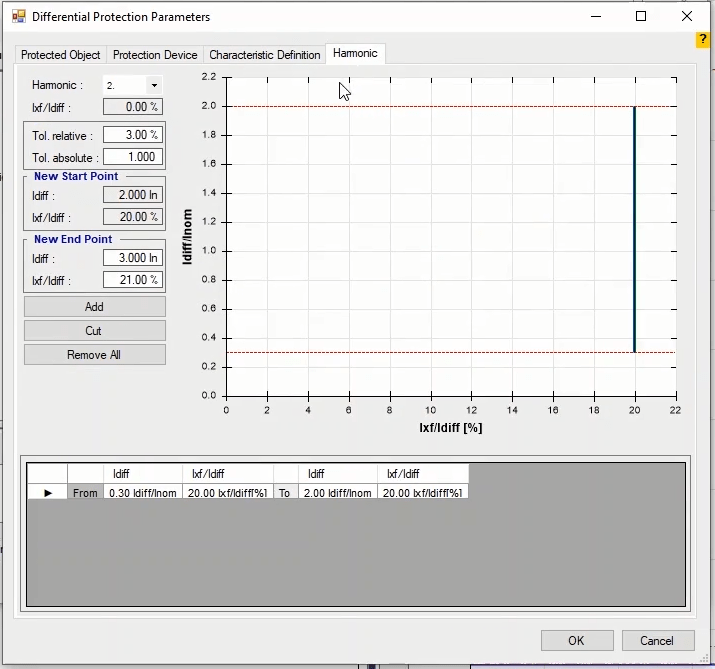 Differential Protection Parameters
?
Protected Object Protection Device Characteristic Definition Harmonic
Harmonic : 2.
Ixf/Idiff : 0.00 %
Tol. relative : 3.00 %
Tol. absolute : 1.000
New Start Point
Idiff : 2.000 In
Ixf/Idiff : 20.00 %
New End Point
Idiff : 3.000 In
Ixf/Idiff : 21.00 %
Add
Cut
Remove All
Idiff/Inom
2.2
2.0
1.8
1.6
1.4
1.2
1.0
0.8
0.6
0.4
0.2
0.0
0 2 4 6 8 10 12 14 16 18 20 22
Ixf/Idiff [%]
Idiff Ixf/Idiff Idiff Ixf/Idiff
From 0.30 Idiff/Inom 20.00 Ixf/Idiff[%] To 2.00 Idiff/Inom 20.00 Ixf/Idiff[%]
OK Cancel